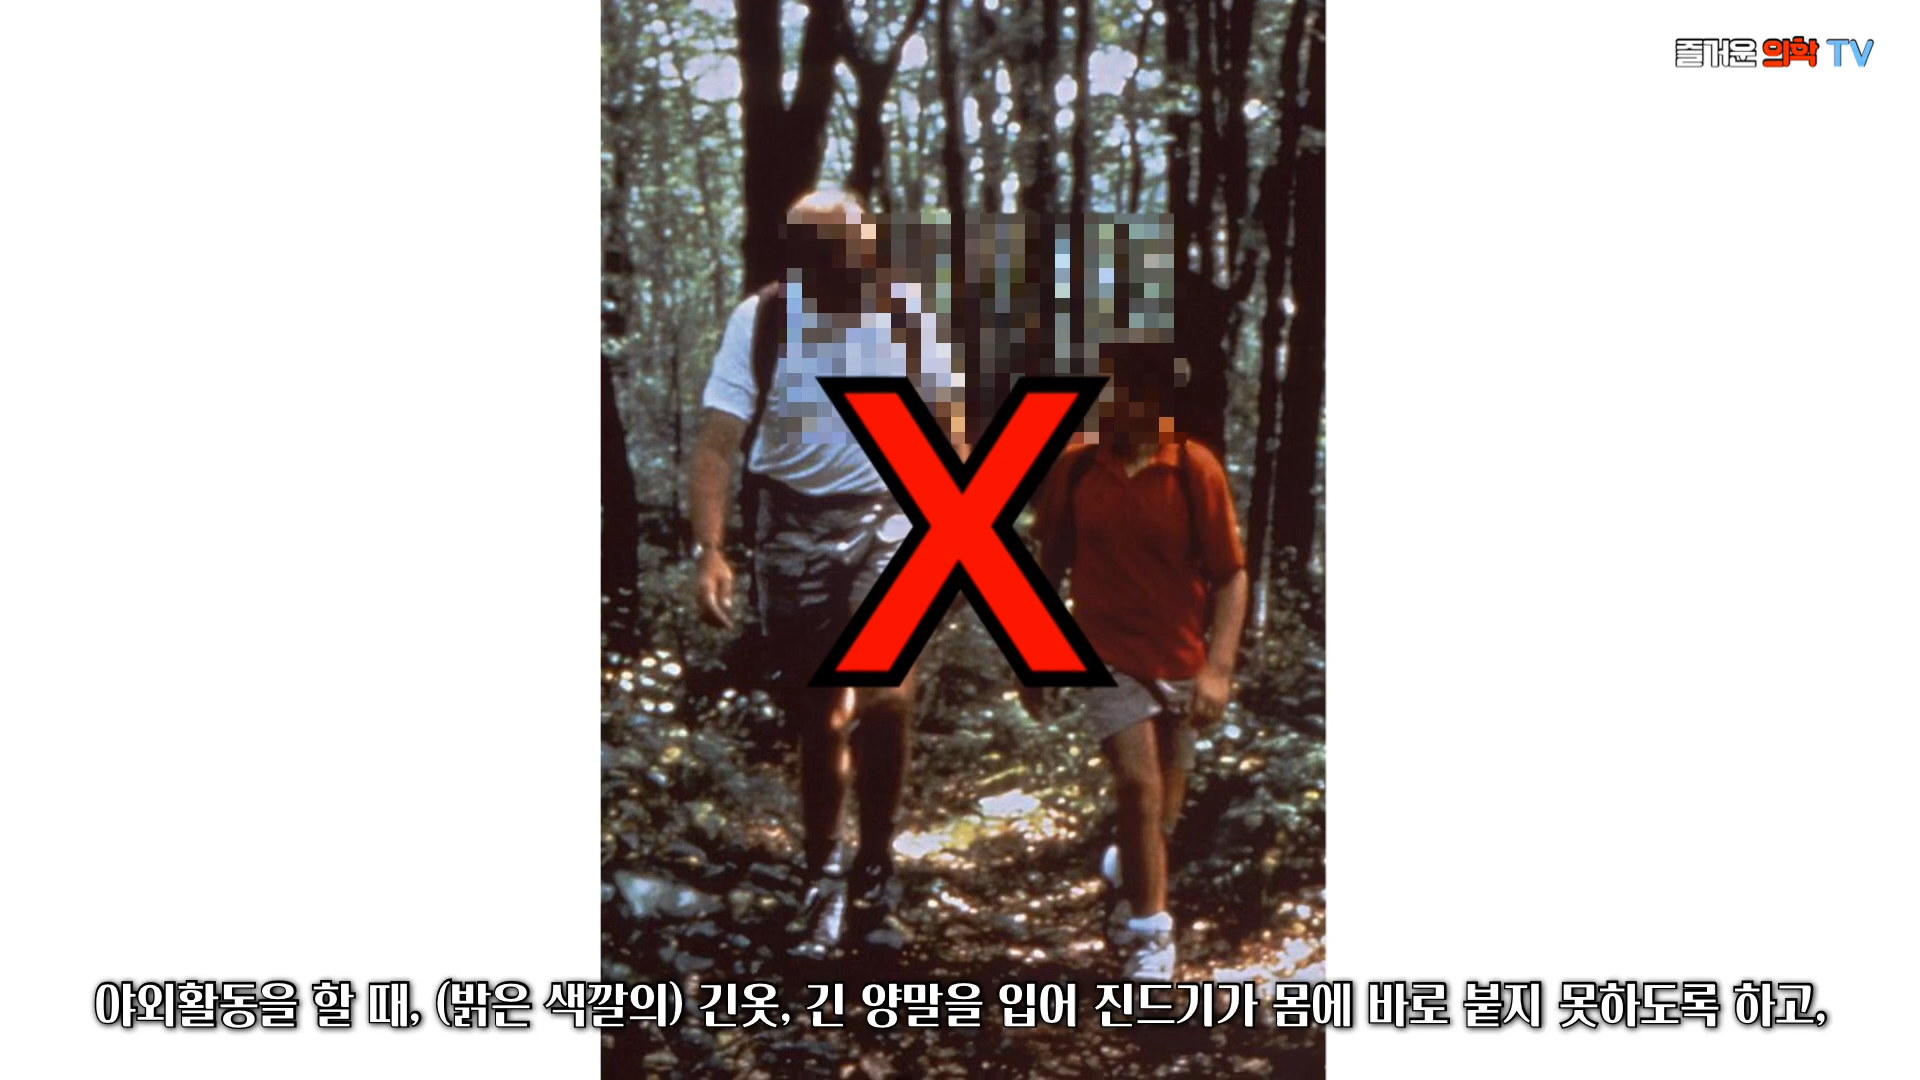 즐거운 의학 TV
X
야외활동을 할 때, (밝은 색깔의) 긴옷, 긴 양말을 입어 진드기가 몸에 바로 붙지 못하도록 하고,